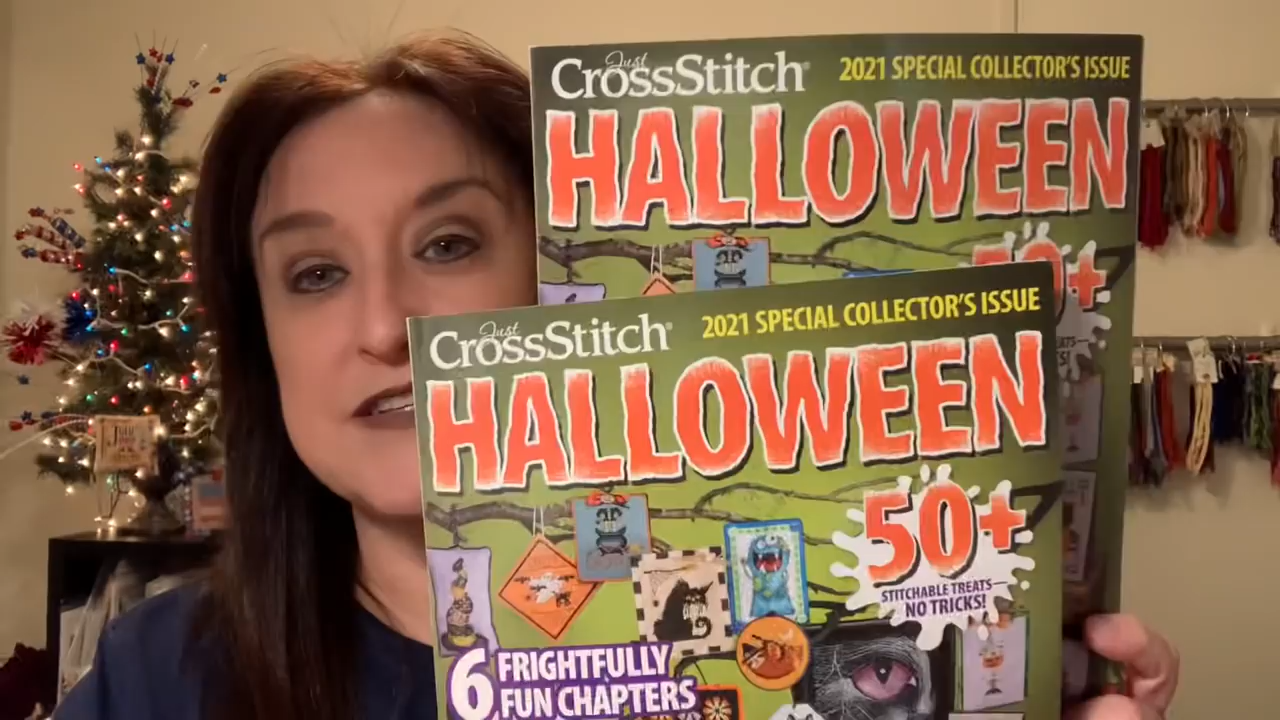 Just
CrossStitch®
2021 SPECIAL COLLECTOR'S ISSUE
HALLOWEEN
50+
Just
CrossStitch®
2021 SPECIAL COLLECTOR'S ISSUE
HALLOWEEN
50+
STITCHABLE TREATS—
NO TRICKS!
6 FRIGHTFULLY
FUN CHAPTERS